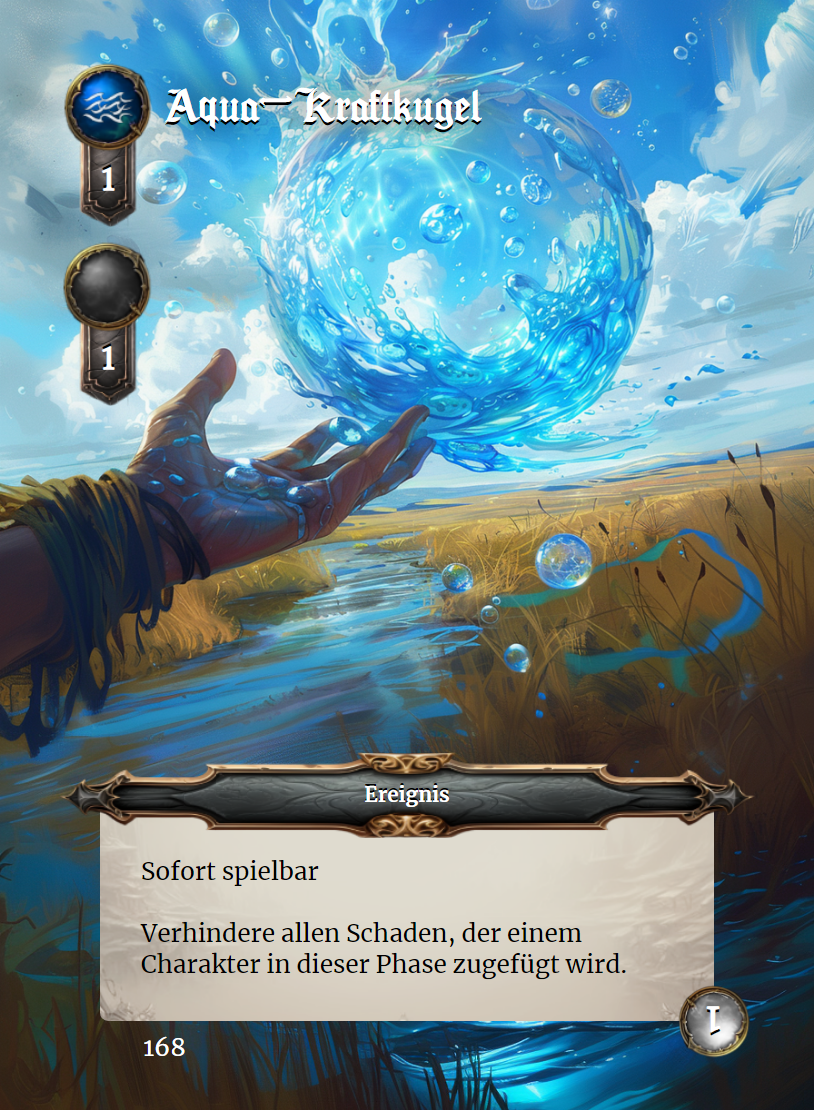 Aqua-Kraftkugel
1
1
Ereignis
Sofort spielbar
Verhindere allen Schaden, der einem
Charakter in dieser Phase zugefügt wird.
1
168